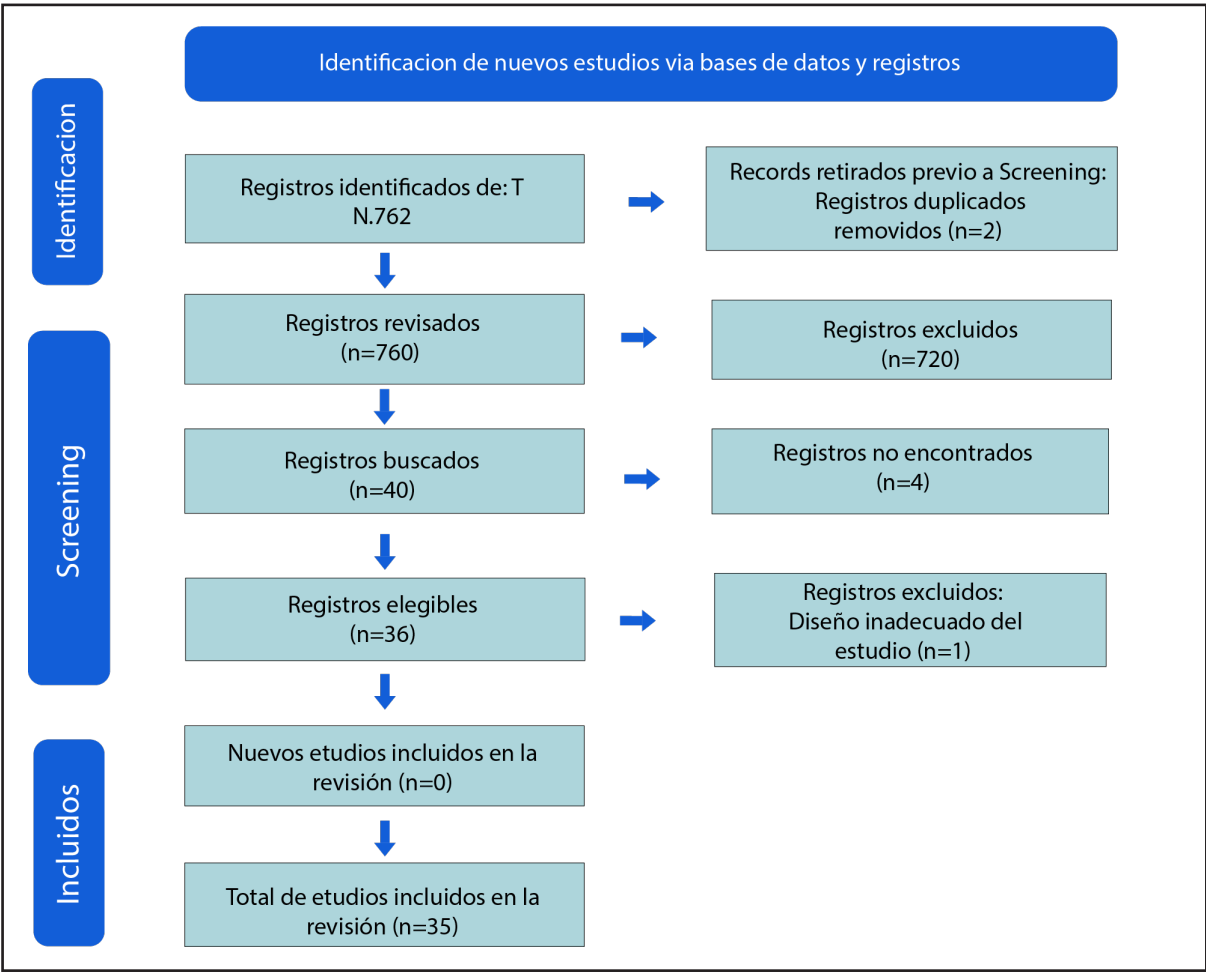 Identificacion de nuevos estudios via bases de datos y registros
Identificacion
Registros identificados de: T
N.762
Records retirados previo a Screening:
Registros duplicados
removidos (n=2)
Screening
Registros revisados
(n=760)
Registros excluidos
(n=720)
Registros buscados
(n=40)
Registros no encontrados
(n=4)
Registros elegibles
(n=36)
Registros excluidos:
Diseño inadecuado del
estudio (n=1)
Incluidos
Nuevos etudios incluidos en la
revisión (n=0)
Total de etudios incluidos en la
revisión (n=35)